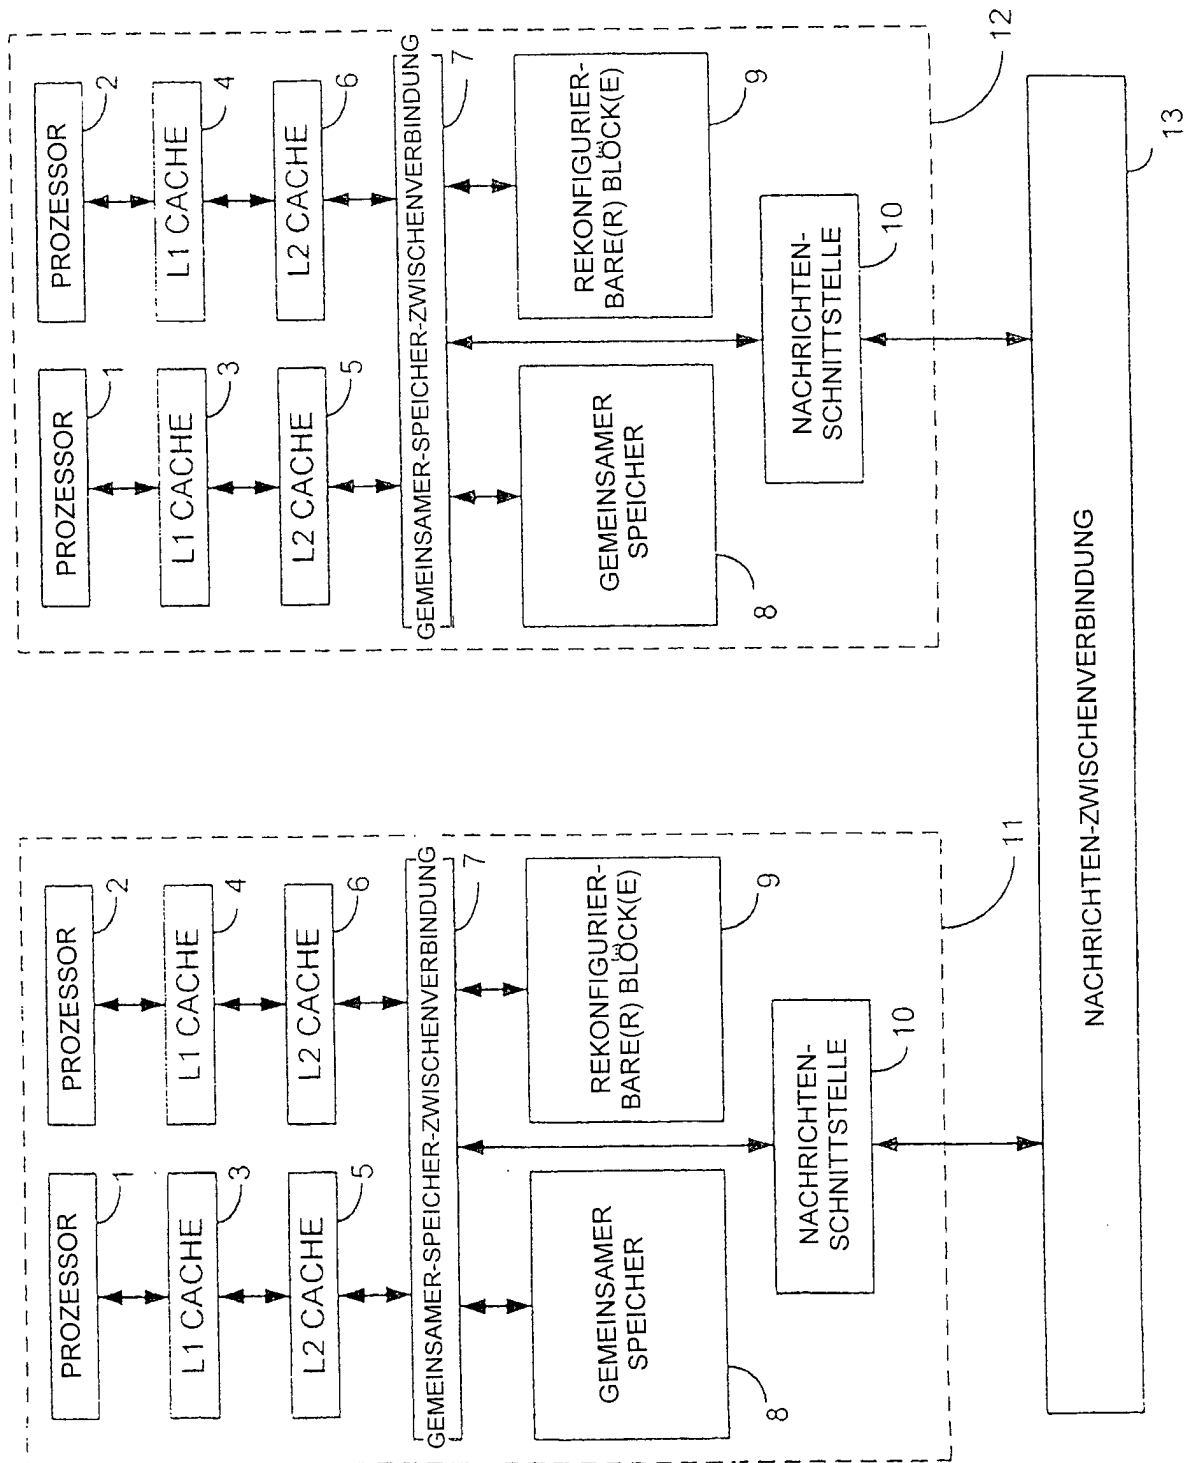 PROZESSOR
1
PROZESSOR
2
L1 CACHE
3
L1 CACHE
4
L2 CACHE
5
L2 CACHE
6
GEMEINSAMER-SPEICHER-ZWISCHENVERBINDUNG
7
GEMEINSAMER
SPEICHER
8
REKONFIGURIER-
BARE(R) BLÖCK(E)
9
NACHRICHTEN-
SCHNITTSTELLE
10
11
PROZESSOR
1
PROZESSOR
2
L1 CACHE
3
L1 CACHE
4
L2 CACHE
5
L2 CACHE
6
GEMEINSAMER-SPEICHER-ZWISCHENVERBINDUNG
7
GEMEINSAMER
SPEICHER
8
REKONFIGURIER-
BARE(R) BLÖCK(E)
9
NACHRICHTEN-
SCHNITTSTELLE
10
12
NACHRICHTEN-ZWISCHENVERBINDUNG
13